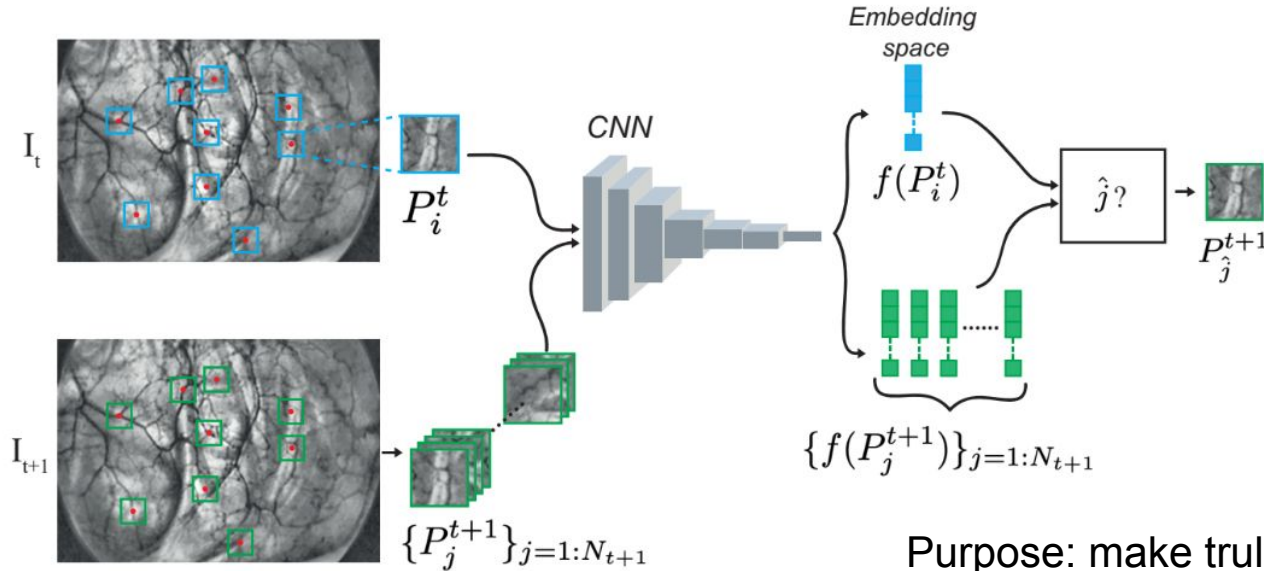 Embedding
space
CNN
I_t
P_i^t
f(P_i^t)
ĵ?
P_ĵ^{t+1}
I_{t+1}
{P_j^{t+1}}_{j=1:N_{t+1}}
{f(P_j^{t+1})}_{j=1:N_{t+1}}
Purpose: make trul